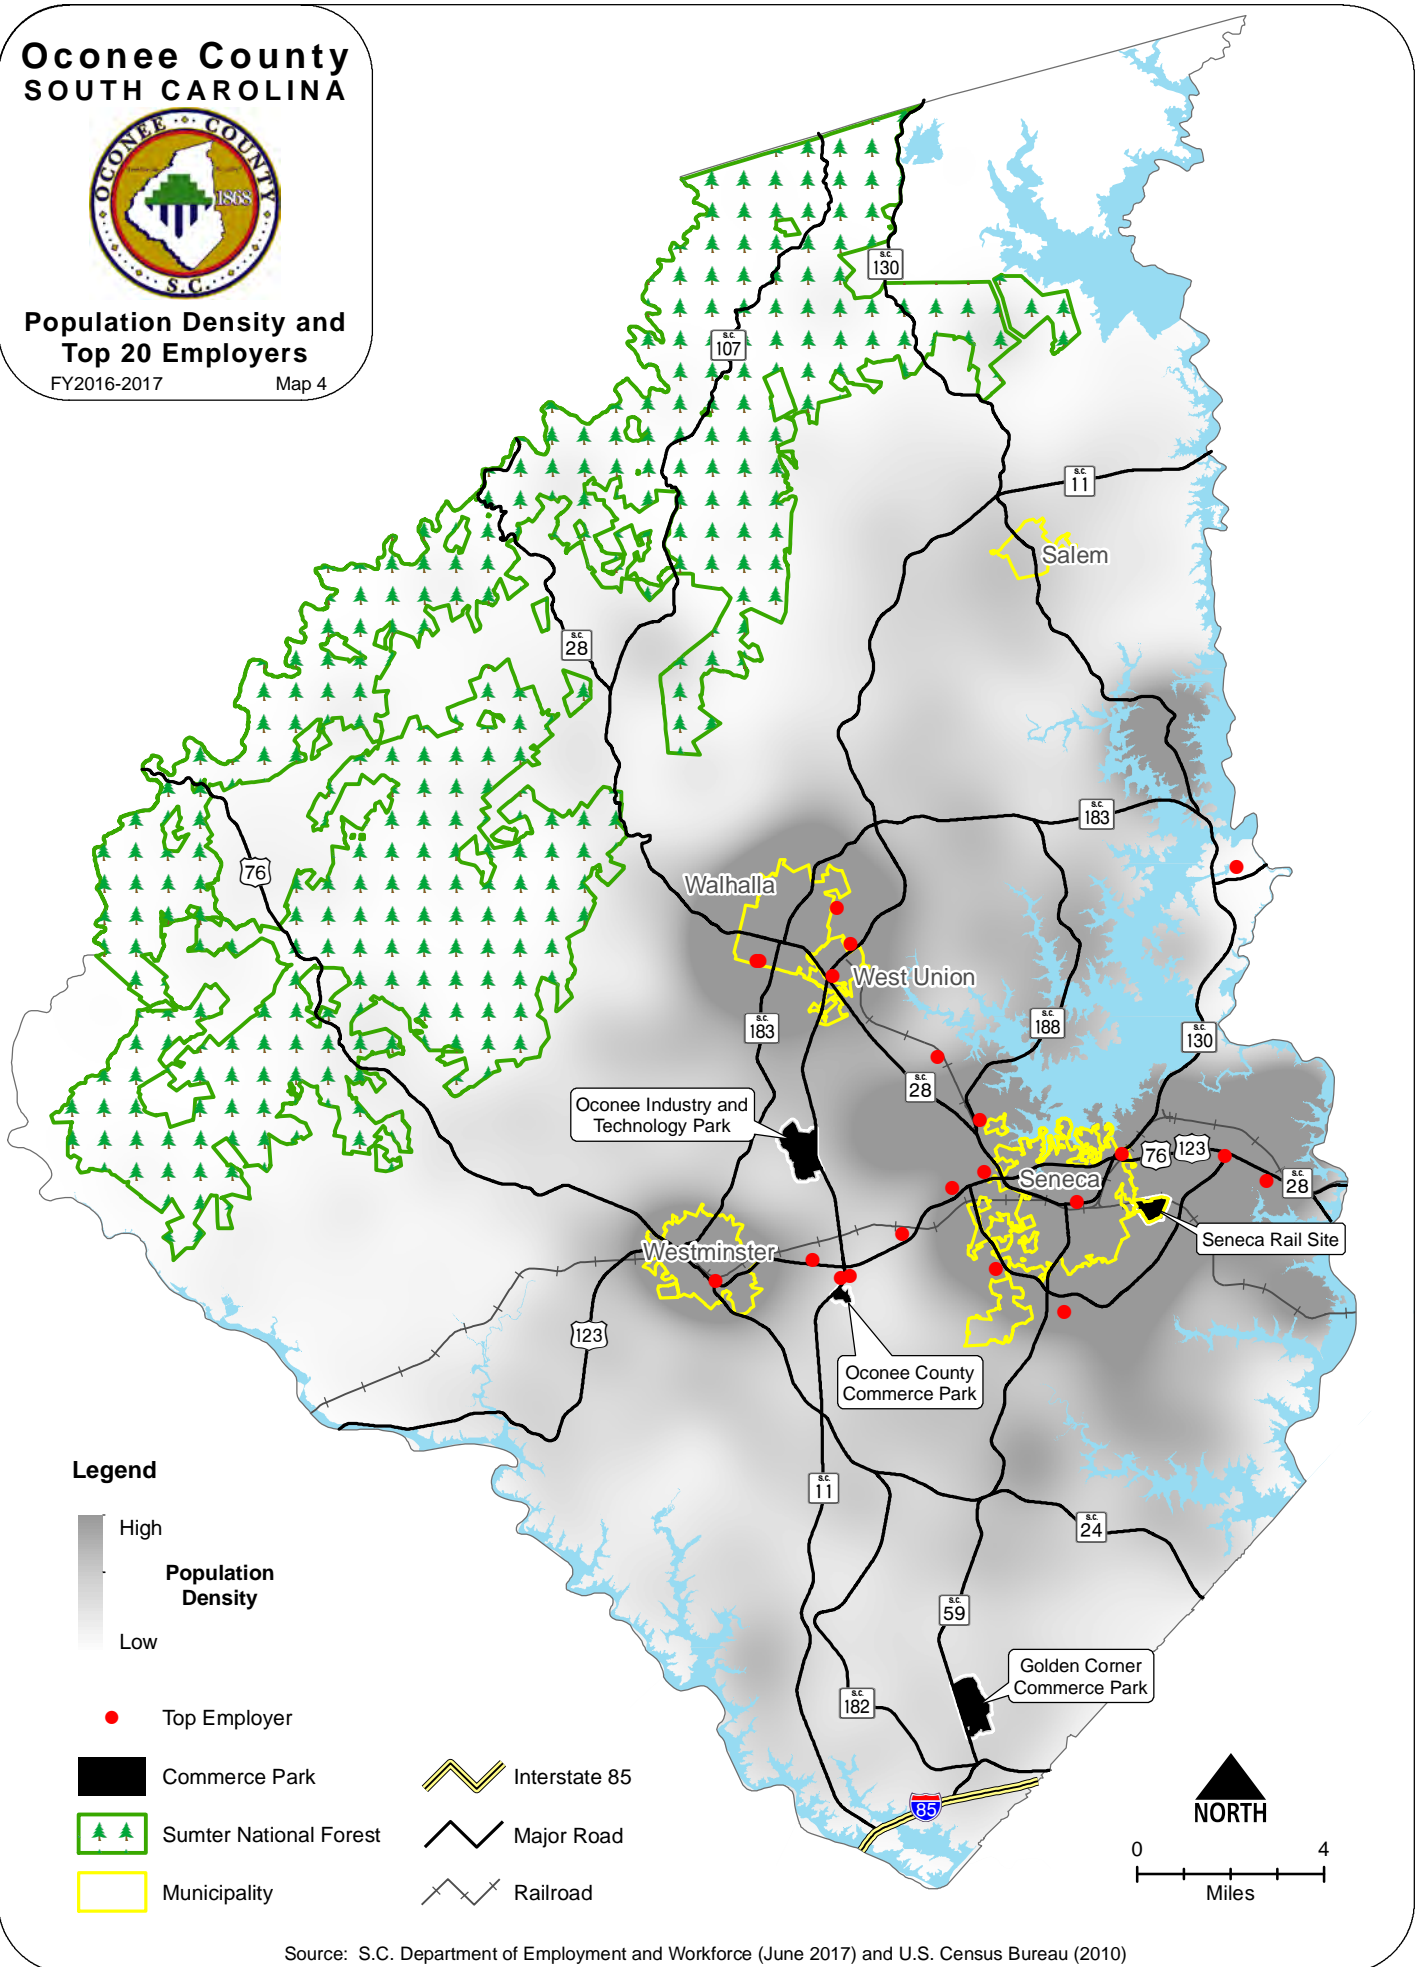 Oconee County
SOUTH CAROLINA
OCONEE COUNTY
1868
S.C.
Population Density and
Top 20 Employers
FY2016-2017 Map 4
S.C.
130
S.C.
107
S.C.
11
Salem
S.C.
28
S.C.
183
76
Walhalla
West Union
S.C.
183
S.C.
188
S.C.
130
S.C.
28
Oconee Industry and
Technology Park
76
123
Seneca
S.C.
28
Seneca Rail Site
Westminster
123
Oconee County
Commerce Park
S.C.
11
S.C.
24
S.C.
59
Golden Corner
Commerce Park
S.C.
182
85
Legend
High
Population
Density
Low
Top Employer
Commerce Park
Interstate 85
Sumter National Forest
Major Road
Municipality
Railroad
NORTH
0 4
Miles
Source: S.C. Department of Employment and Workforce (June 2017) and U.S. Census Bureau (2010)